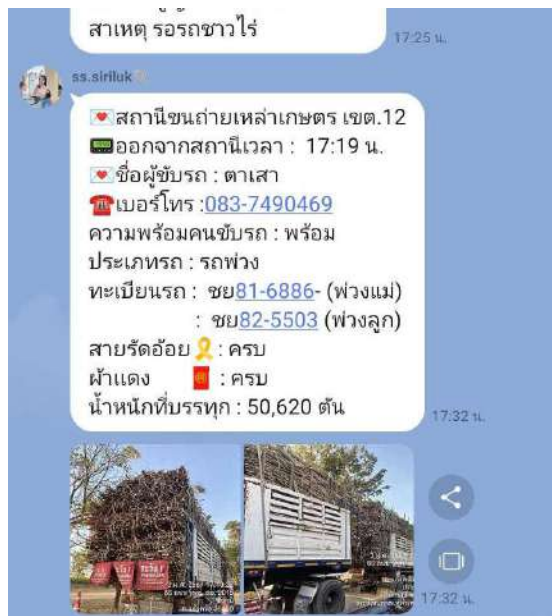 สาเหตุ รอรถชาวไร่
17:25 น.
ss.siriluk
💌สถานีขนถ่ายเหล่าเกษตร เขต.12
📟ออกจากสถานีเวลา : 17:19 น.
💌ชื่อผู้ขับรถ : ตาเสา
☎️เบอร์โทร :083-7490469
ความพร้อมคนขับรถ : พร้อม
ประเภทรถ : รถพ่วง
ทะเบียนรถ : ชย81-6886- (พ่วงแม่)
: ชย82-5503 (พ่วงลูก)
สายรัดอ้อย🎗️: ครบ
ผ้าแดง 🧧 : ครบ
น้ำหนักที่บรรทุก : 50,620 ตัน
17:32 น.
17:32 น.